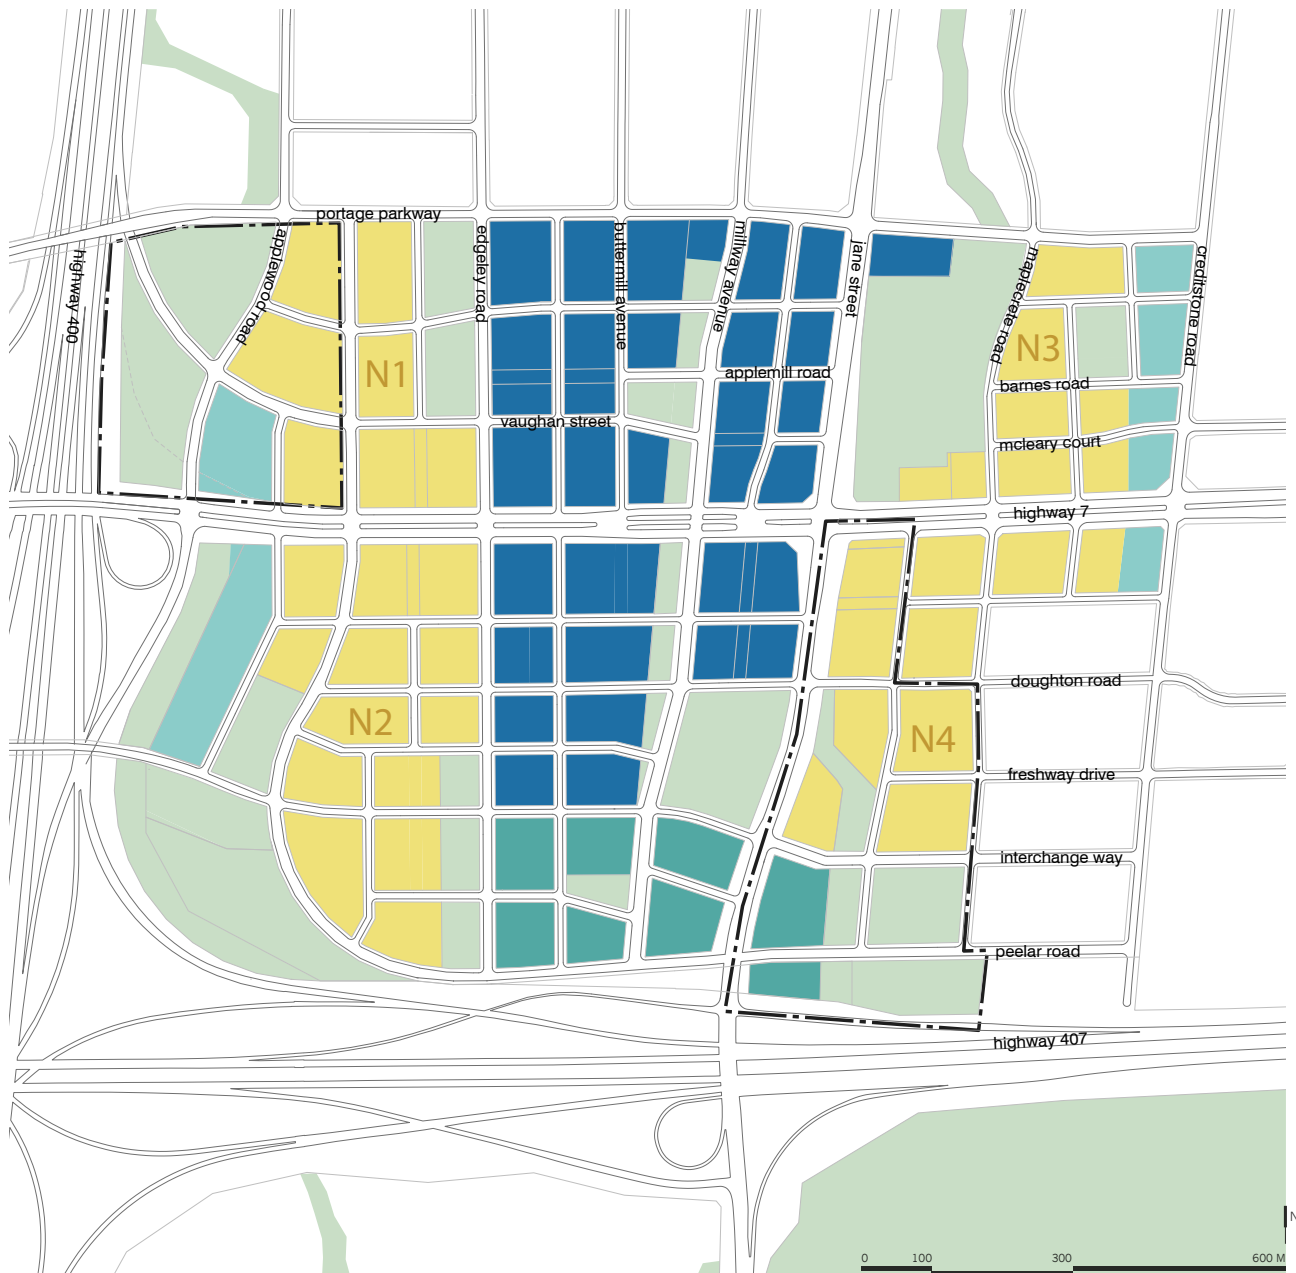 portage parkway
applewood road
highway 400
edgeley road
buttermill avenue
millway avenue
jane street
maplecrete road
creditstone road
N1
N3
applemill road
barnes road
vaughan street
mcleary court
highway 7
doughton road
N2
N4
freshway drive
interchange way
peelar road
highway 407
N
0 100 300 600 M